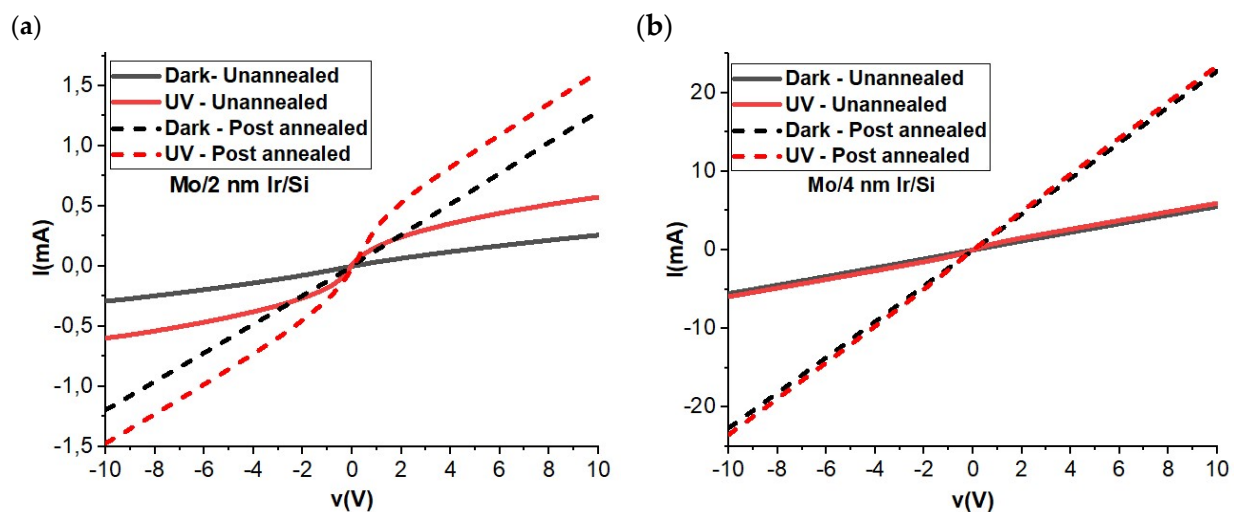 (a)
Dark- Unannealed
UV - Unannealed
Dark - Post annealed
UV - Post annealed
Mo/2 nm Ir/Si
1,5
1,0
0,5
0,0
-0,5
-1,0
-1,5
I(mA)
-10 -8 -6 -4 -2 0 2 4 6 8 10
v(V)
(b)
Dark - Unannealed
UV - Unannealed
Dark - Post annealed
UV - Post annealed
Mo/4 nm Ir/Si
20
10
0
-10
-20
I(mA)
-10 -8 -6 -4 -2 0 2 4 6 8 10
v(V)